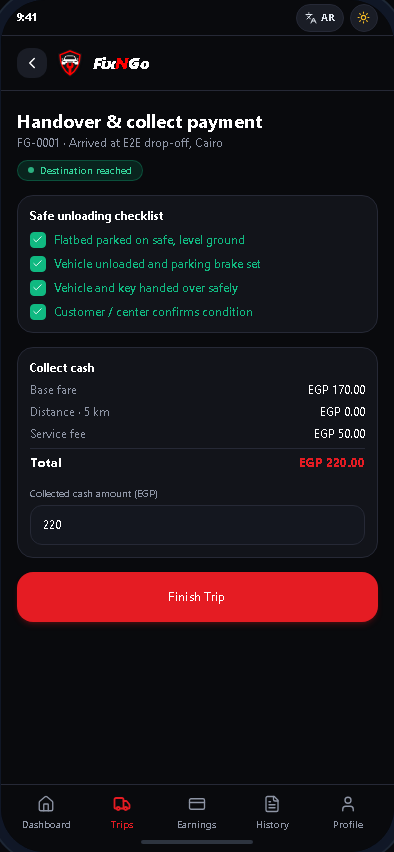 9:41
AR
FixNGo
Handover & collect payment
FG-0001 · Arrived at E2E drop-off, Cairo
Destination reached
Safe unloading checklist
Flatbed parked on safe, level ground
Vehicle unloaded and parking brake set
Vehicle and key handed over safely
Customer / center confirms condition
Collect cash
Base fare EGP 170.00
Distance · 5 km EGP 0.00
Service fee EGP 50.00
Total EGP 220.00
Collected cash amount (EGP)
220
Finish Trip
Dashboard Trips Earnings History Profile